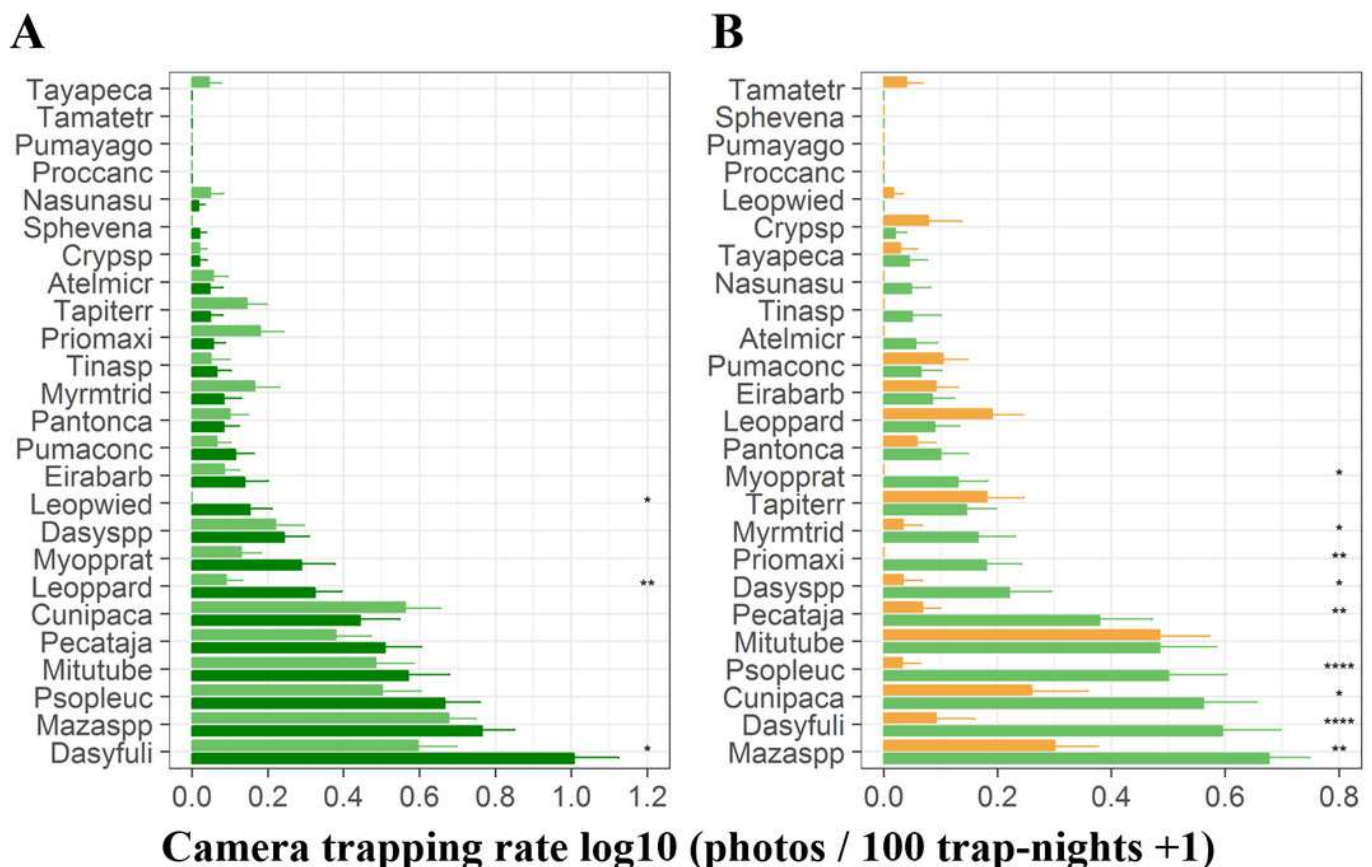 A
Tayapeca
Tamatetr
Pumayago
Proccanc
Nasunasu
Sphevena
Crypsp
Atelmicr
Tapiterr
Priomaxi
Tinasp
Myrmtrid
Pantonca
Pumaconc
Eirabarb
Leopwied *
Dasyspp
Myopprat
Leoppard **
Cunipaca
Pecataja
Mitutube
Psopleuc
Mazaspp
Dasyfuli *
0.0 0.2 0.4 0.6 0.8 1.0 1.2
B
Tamatetr
Sphevena
Pumayago
Proccanc
Leopwied
Crypsp
Tayapeca
Nasunasu
Tinasp
Atelmicr
Pumaconc
Eirabarb
Leoppard
Pantonca
Myopprat *
Tapiterr
Myrmtrid *
Priomaxi **
Dasyspp *
Pecataja **
Mitutube
Psopleuc ****
Cunipaca *
Dasyfuli ****
Mazaspp **
0.0 0.2 0.4 0.6 0.8
Camera trapping rate log10 (photos / 100 trap-nights +1)